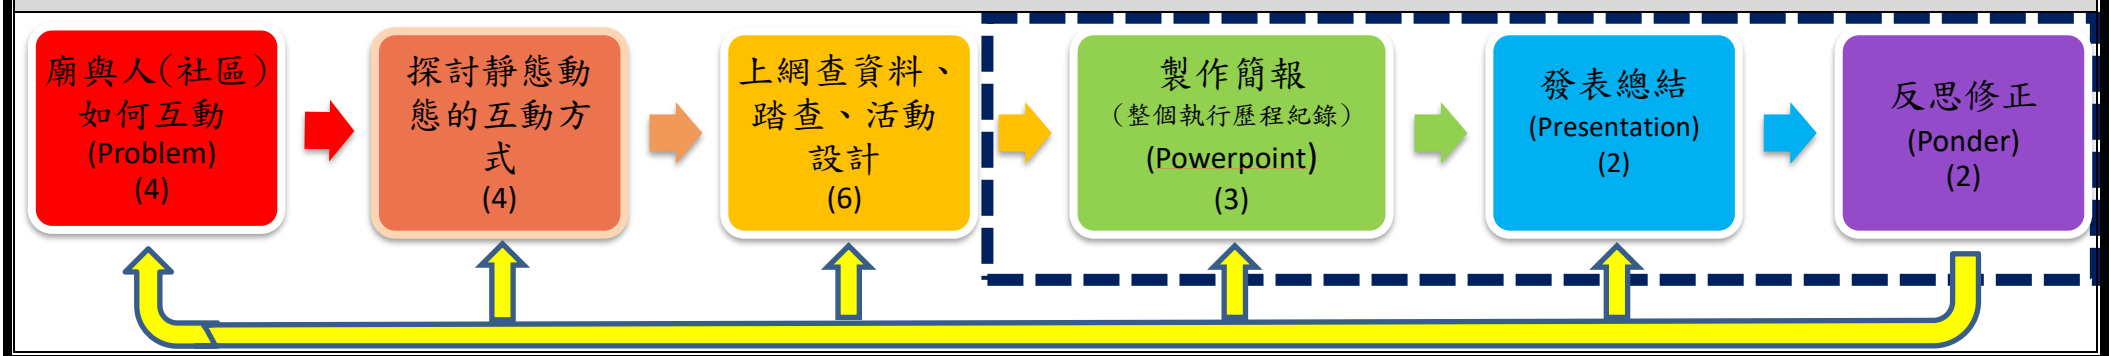 廟與人(社區)
如何互動
(Problem)
(4)
探討靜態動
態的互動方
式
(4)
上網查資料、
踏查、活動
設計
(6)
製作簡報
(整個執行歷程紀錄)
(Powerpoint)
(3)
發表總結
(Presentation)
(2)
反思修正
(Ponder)
(2)